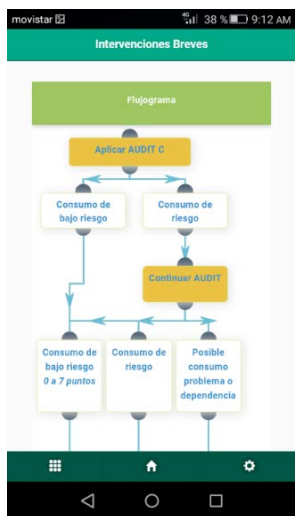 movistar
4G 38 % 9:12 AM
Intervenciones Breves
Flujograma
Aplicar AUDIT C
Consumo de
bajo riesgo
Consumo de
riesgo
Continuar AUDIT
Consumo de
bajo riesgo
0 a 7 puntos
Consumo de
riesgo
Posible
consumo
problema o
dependencia